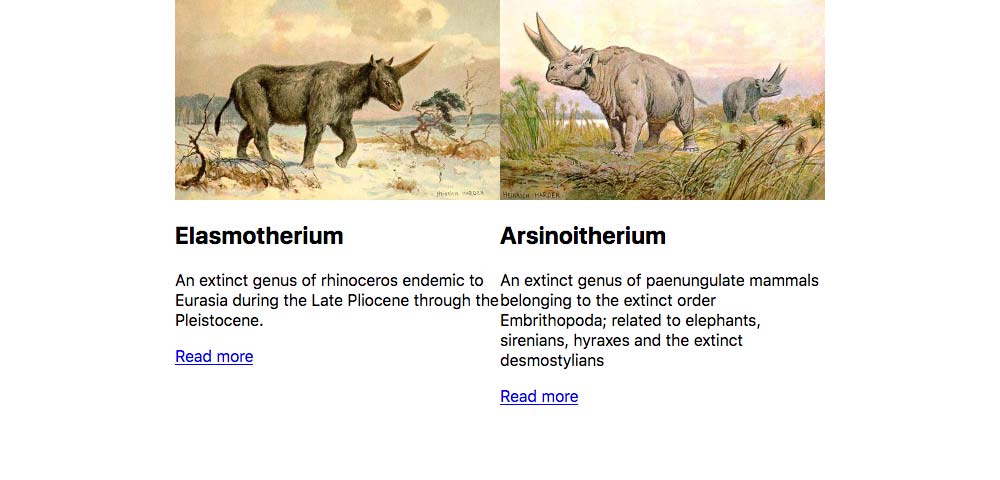 HEINRICH HARDER
HEINRICH HARDER
Elasmotherium
An extinct genus of rhinoceros endemic to
Eurasia during the Late Pliocene through the
Pleistocene.
Read more
Arsinoitherium
An extinct genus of paenungulate mammals
belonging to the extinct order
Embrithopoda; related to elephants,
sirenians, hyraxes and the extinct
desmostylians
Read more